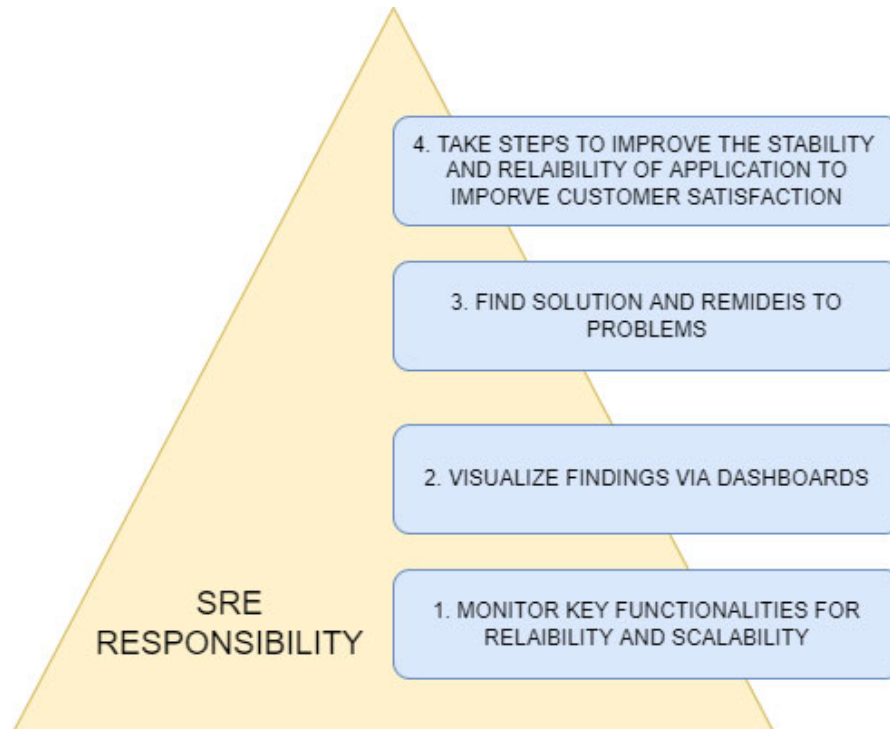 4. TAKE STEPS TO IMPROVE THE STABILITY
AND RELAIBILITY OF APPLICATION TO
IMPORVE CUSTOMER SATISFACTION
3. FIND SOLUTION AND REMIDEIS TO
PROBLEMS
2. VISUALIZE FINDINGS VIA DASHBOARDS
1. MONITOR KEY FUNCTIONALITIES FOR
RELAIBILITY AND SCALABILITY
SRE
RESPONSIBILITY